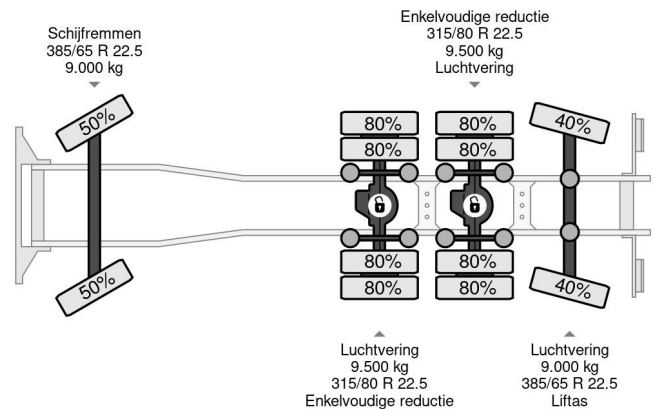 Schijfremmen
385/65 R 22.5
9.000 kg
Enkelvoudige reductie
315/80 R 22.5
9.500 kg
Luchtvering
50%
80%
80%
40%
80%
80%
50%
80%
80%
40%
80%
80%
Luchtvering
9.500 kg
315/80 R 22.5
Enkelvoudige reductie
Luchtvering
9.000 kg
385/65 R 22.5
Liftas